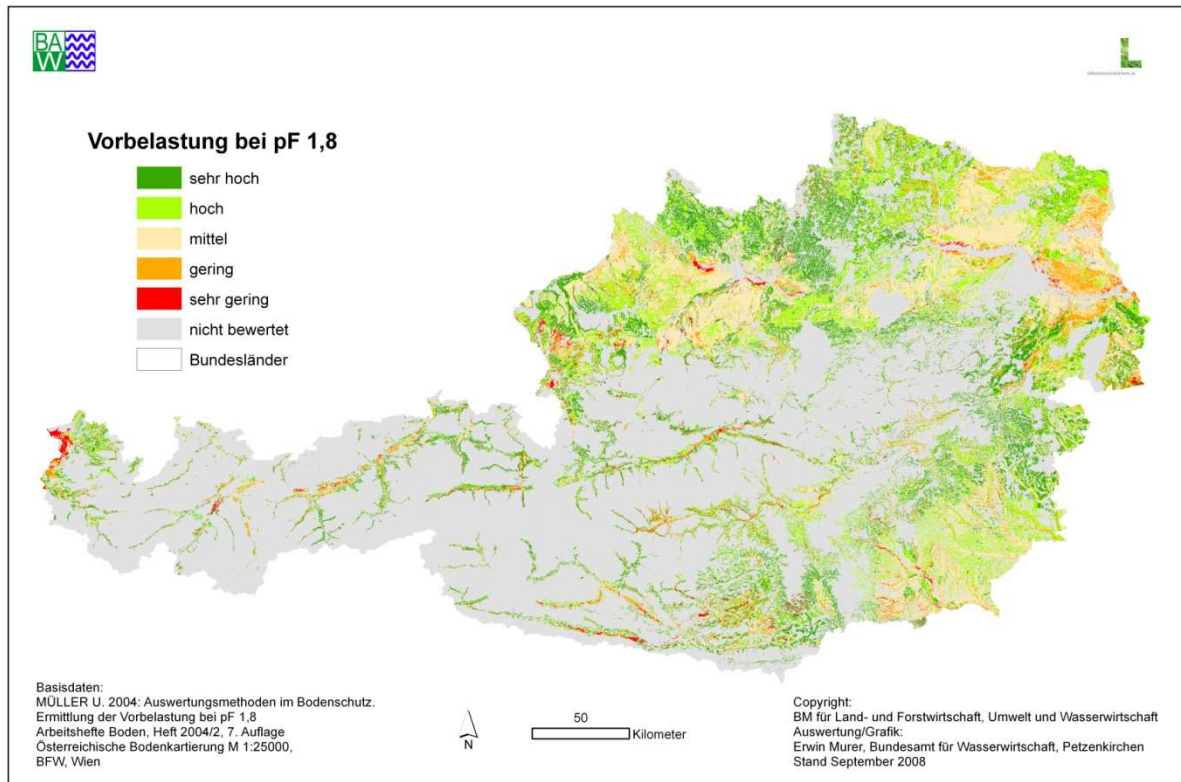 BA
W
L
Vorbelastung bei pF 1,8
sehr hoch
hoch
mittel
gering
sehr gering
nicht bewertet
Bundesländer
Basisdaten:
MÜLLER U. 2004: Auswertungsmethoden im Bodenschutz.
Ermittlung der Vorbelastung bei pF 1,8
Arbeitshefte Boden, Heft 2004/2, 7. Auflage
Österreichische Bodenkartierung M 1:25000,
BFW, Wien
N
50
Kilometer
Copyright:
BM für Land- und Forstwirtschaft, Umwelt und Wasserwirtschaft
Auswertung/Grafik:
Erwin Murer, Bundesamt für Wasserwirtschaft, Petzenkirchen
Stand September 2008